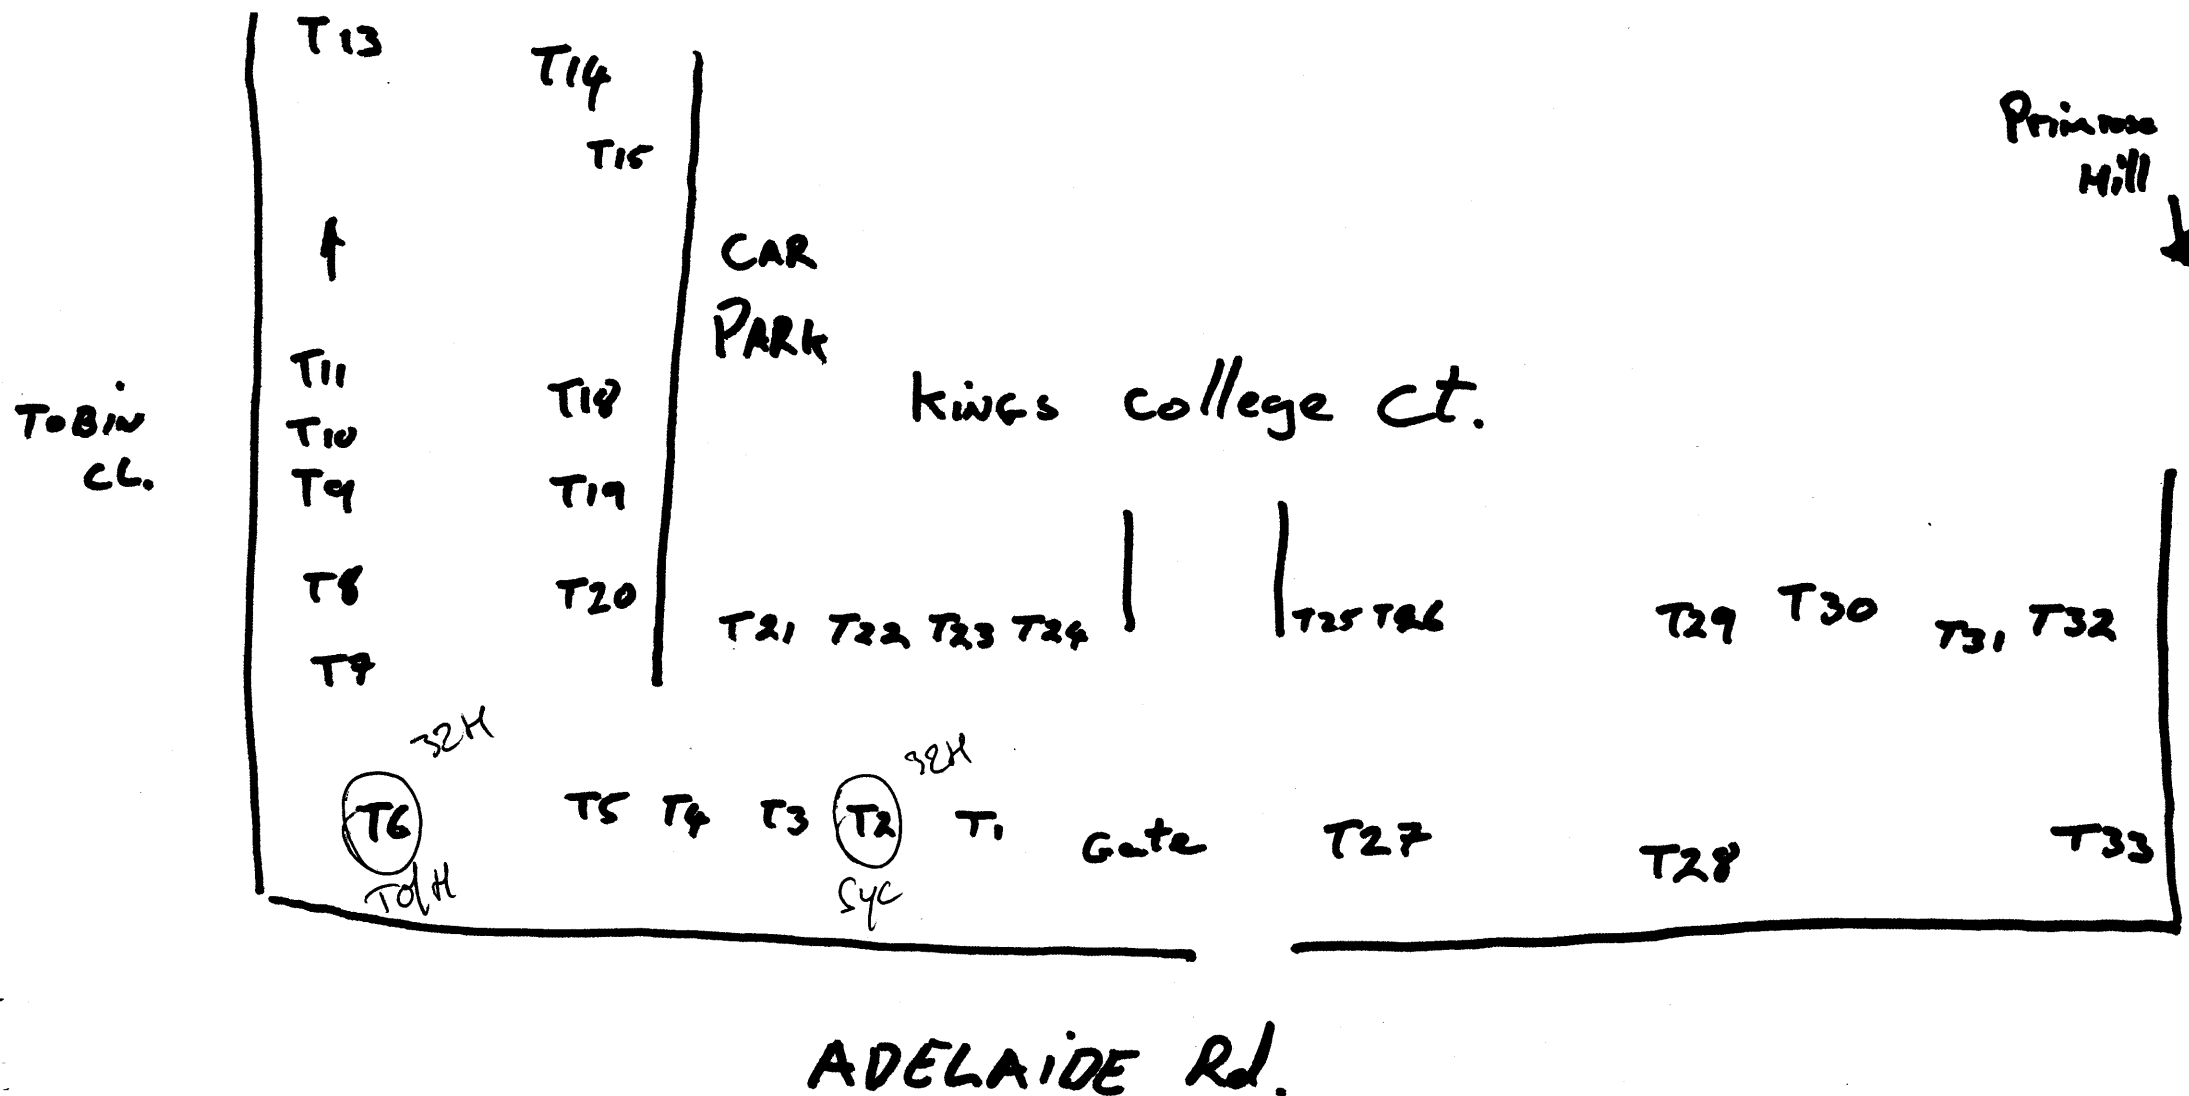 T13
T14
T15
Primrose
Hill
CAR
PARK
T11
T10
T9
T18
T19
TOBIN
CL.
KINGS College Ct.
T8
T20
T7
T21 T22 T23 T24
T25 T26
T29 T30 T31 T32
32H
32H
T6
T5 T4 T3 T2 T1
Gate
T27
T28
T33
TO/H
Syc
ADELAIDE Rd.